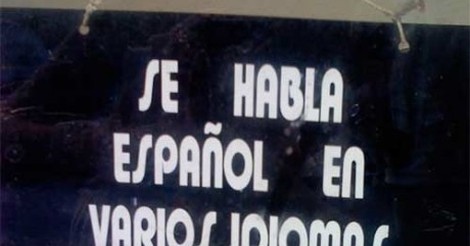 SE HABLA
ESPAÑOL EN
VARIOS IDIOMAS